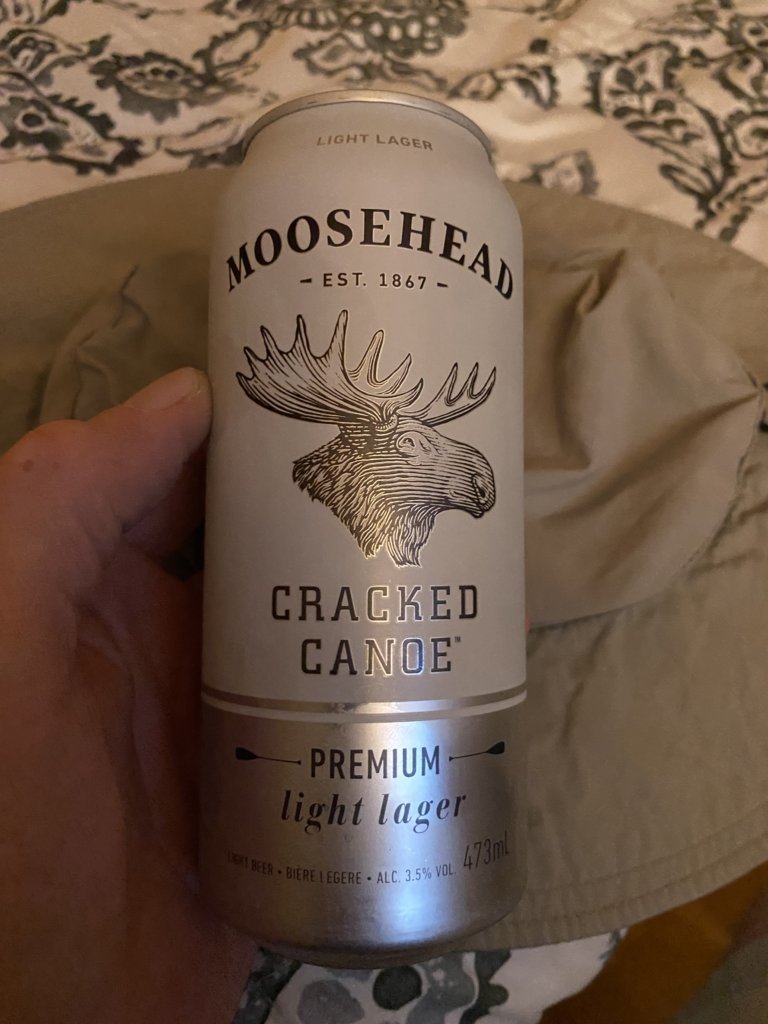 LIGHT LAGER
MOOSEHEAD
- EST. 1867 -
CRACKED
CANOE™
PREMIUM
light lager
LIGHT BEER • BIÈRE LÉGÈRE • ALC. 3.5% VOL. 473mL